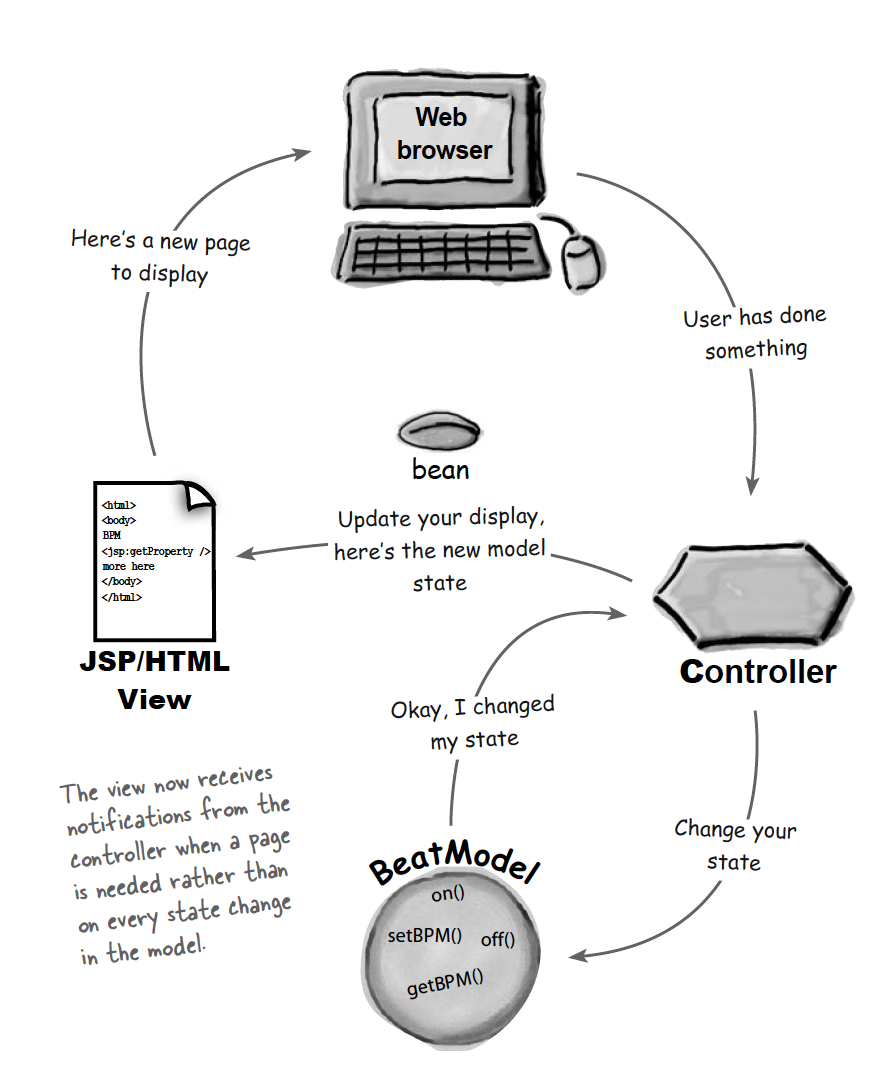 Web
browser
Here's a new page
to display
User has done
something
bean
Update your display,
here's the new model
state
<html>
<body>
BPM
<jsp:getProperty />
more here
</body>
</html>
JSP/HTML
View
Controller
Okay, I changed
my state
The view now receives
notifications from the
controller when a page
is needed rather than
on every state change
in the model.
Change your
state
BeatModel
on()
setBPM()
off()
getBPM()